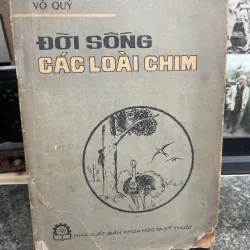 VÕ QUÝ
ĐỜI SỐNG
CÁC LOÀI CHIM
NHÀ XUẤT BẢN KHOA HỌC VÀ KỸ THUẬT